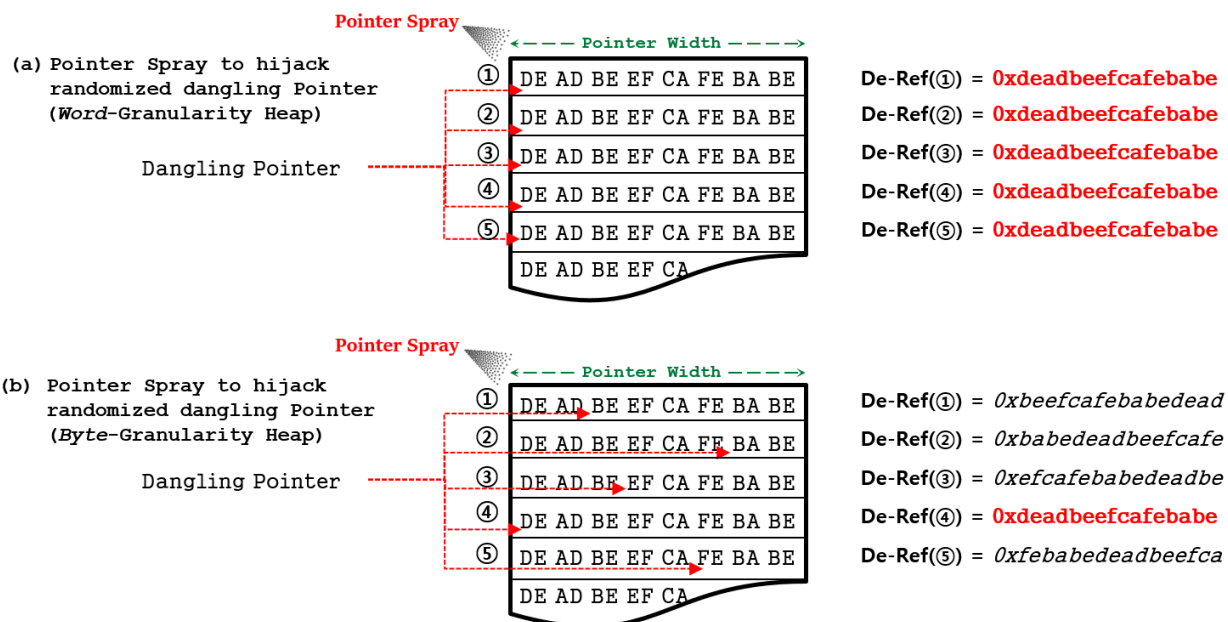 Pointer Spray
← – – – Pointer Width – – – →
(a) Pointer Spray to hijack
randomized dangling Pointer
(Word-Granularity Heap)
Dangling Pointer
① DE AD BE EF CA FE BA BE De-Ref(①) = 0xdeadbeefcafebabe
② DE AD BE EF CA FE BA BE De-Ref(②) = 0xdeadbeefcafebabe
③ DE AD BE EF CA FE BA BE De-Ref(③) = 0xdeadbeefcafebabe
④ DE AD BE EF CA FE BA BE De-Ref(④) = 0xdeadbeefcafebabe
⑤ DE AD BE EF CA FE BA BE De-Ref(⑤) = 0xdeadbeefcafebabe
DE AD BE EF CA
Pointer Spray
← – – – Pointer Width – – – →
(b) Pointer Spray to hijack
randomized dangling Pointer
(Byte-Granularity Heap)
Dangling Pointer
① DE AD BE EF CA FE BA BE De-Ref(①) = 0xbeefcafebabedead
② DE AD BE EF CA FE BA BE De-Ref(②) = 0xbabedeadbeefcafe
③ DE AD BE EF CA FE BA BE De-Ref(③) = 0xefcafebabedeadbe
④ DE AD BE EF CA FE BA BE De-Ref(④) = 0xdeadbeefcafebabe
⑤ DE AD BE EF CA FE BA BE De-Ref(⑤) = 0xfebabedeadbeefca
DE AD BE EF CA